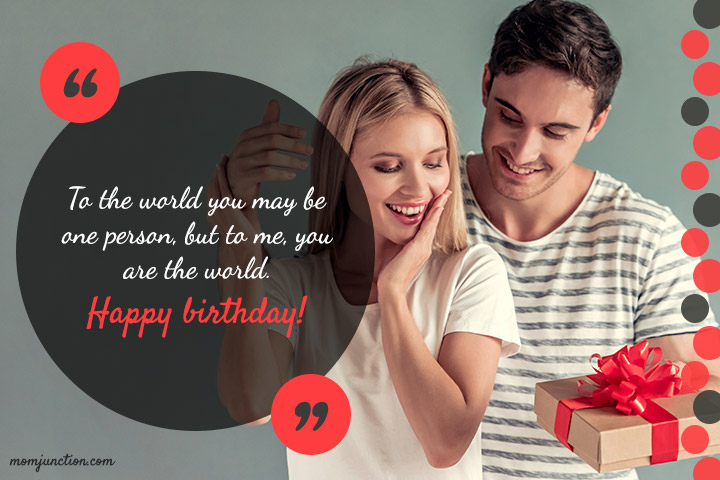 “
To the world you may be
one person, but to me, you
are the world.
Happy birthday!
”
momjunction.com